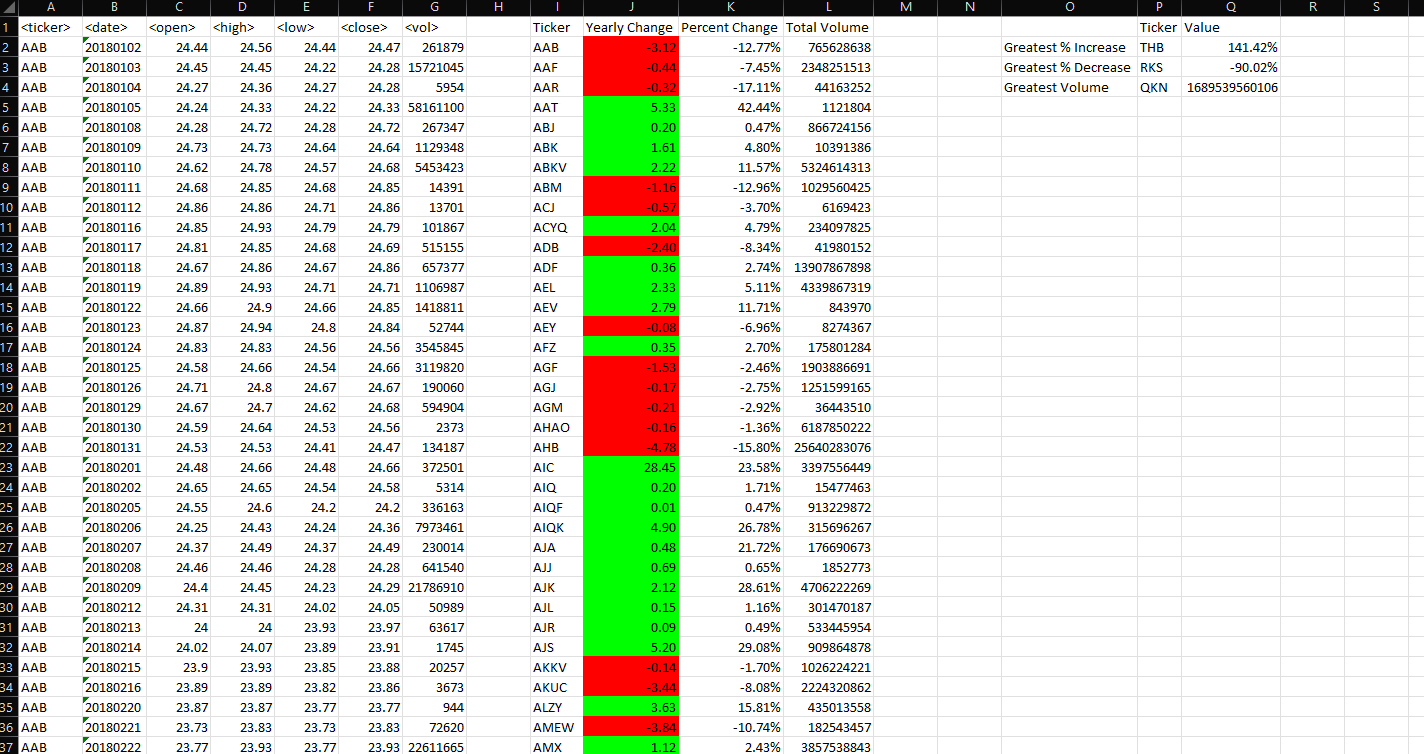 A B C D E F G H I J K L M N O P Q R S
1 <ticker> <date> <open> <high> <low> <close> <vol> Ticker Yearly Change Percent Change Total Volume Ticker Value
2 AAB 20180102 24.44 24.56 24.44 24.47 261879 AAB -3.12 -12.77% 765628638 Greatest % Increase THB 141.42%
3 AAB 20180103 24.45 24.45 24.22 24.28 15721045 AAF -0.44 -7.45% 2348251513 Greatest % Decrease RKS -90.02%
4 AAB 20180104 24.27 24.36 24.27 24.28 5954 AAR -0.32 -17.11% 44163252 Greatest Volume QKN 1689539560106
5 AAB 20180105 24.24 24.33 24.22 24.33 58161100 AAT 5.33 42.44% 1121804
6 AAB 20180108 24.28 24.72 24.28 24.72 267347 ABJ 0.20 0.47% 866724156
7 AAB 20180109 24.73 24.73 24.64 24.64 1129348 ABK 1.61 4.80% 10391386
8 AAB 20180110 24.62 24.78 24.57 24.68 5453423 ABKV 2.22 11.57% 5324614313
9 AAB 20180111 24.68 24.85 24.68 24.85 14391 ABM -1.16 -12.96% 1029560425
10 AAB 20180112 24.86 24.86 24.71 24.86 13701 ACJ -0.57 -3.70% 6169423
11 AAB 20180116 24.85 24.93 24.79 24.79 101867 ACYQ 2.04 4.79% 234097825
12 AAB 20180117 24.81 24.85 24.68 24.69 515155 ADB -2.40 -8.34% 41980152
13 AAB 20180118 24.67 24.86 24.67 24.86 657377 ADF 0.36 2.74% 13907867898
14 AAB 20180119 24.89 24.93 24.71 24.71 1106987 AEL 2.33 5.11% 4339867319
15 AAB 20180122 24.66 24.9 24.66 24.85 1418811 AEV 2.79 11.71% 843970
16 AAB 20180123 24.87 24.94 24.8 24.84 52744 AEY -0.08 -6.96% 8274367
17 AAB 20180124 24.83 24.83 24.56 24.56 3545845 AFZ 0.35 2.70% 175801284
18 AAB 20180125 24.58 24.66 24.54 24.66 3119820 AGF -1.53 -2.46% 1903886691
19 AAB 20180126 24.71 24.8 24.67 24.67 190060 AGJ -0.17 -2.75% 1251599165
20 AAB 20180129 24.67 24.7 24.62 24.68 594904 AGM -0.21 -2.92% 36443510
21 AAB 20180130 24.59 24.64 24.53 24.56 2373 AHAO -0.16 -1.36% 6187850222
22 AAB 20180131 24.53 24.53 24.41 24.47 134187 AHB -4.78 -15.80% 25640283076
23 AAB 20180201 24.48 24.66 24.48 24.66 372501 AIC 28.45 23.58% 3397556449
24 AAB 20180202 24.65 24.65 24.54 24.58 5314 AIQ 0.20 1.71% 15477463
25 AAB 20180205 24.55 24.6 24.2 24.2 336163 AIQF 0.01 0.47% 913229872
26 AAB 20180206 24.25 24.43 24.24 24.36 7973461 AIQK 4.90 26.78% 315696267
27 AAB 20180207 24.37 24.49 24.37 24.49 230014 AJA 0.48 21.72% 176690673
28 AAB 20180208 24.46 24.46 24.28 24.28 641540 AJJ 0.69 0.65% 1852773
29 AAB 20180209 24.4 24.45 24.23 24.29 21786910 AJK 2.12 28.61% 4706222269
30 AAB 20180212 24.31 24.31 24.02 24.05 50989 AJL 0.15 1.16% 301470187
31 AAB 20180213 24 24 23.93 23.97 63617 AJR 0.09 0.49% 533445954
32 AAB 20180214 24.02 24.07 23.89 23.91 1745 AJS 5.20 29.08% 909864878
33 AAB 20180215 23.9 23.93 23.85 23.88 20257 AKKV -0.14 -1.70% 1026224221
34 AAB 20180216 23.89 23.89 23.82 23.86 3673 AKUC -3.44 -8.08% 2224320862
35 AAB 20180220 23.87 23.87 23.77 23.77 944 ALZY 3.63 15.81% 435013558
36 AAB 20180221 23.73 23.83 23.73 23.83 72620 AMEW -3.84 -10.74% 182543457
37 AAB 20180222 23.77 23.93 23.77 23.93 22611665 AMX 1.12 2.43% 3857538843